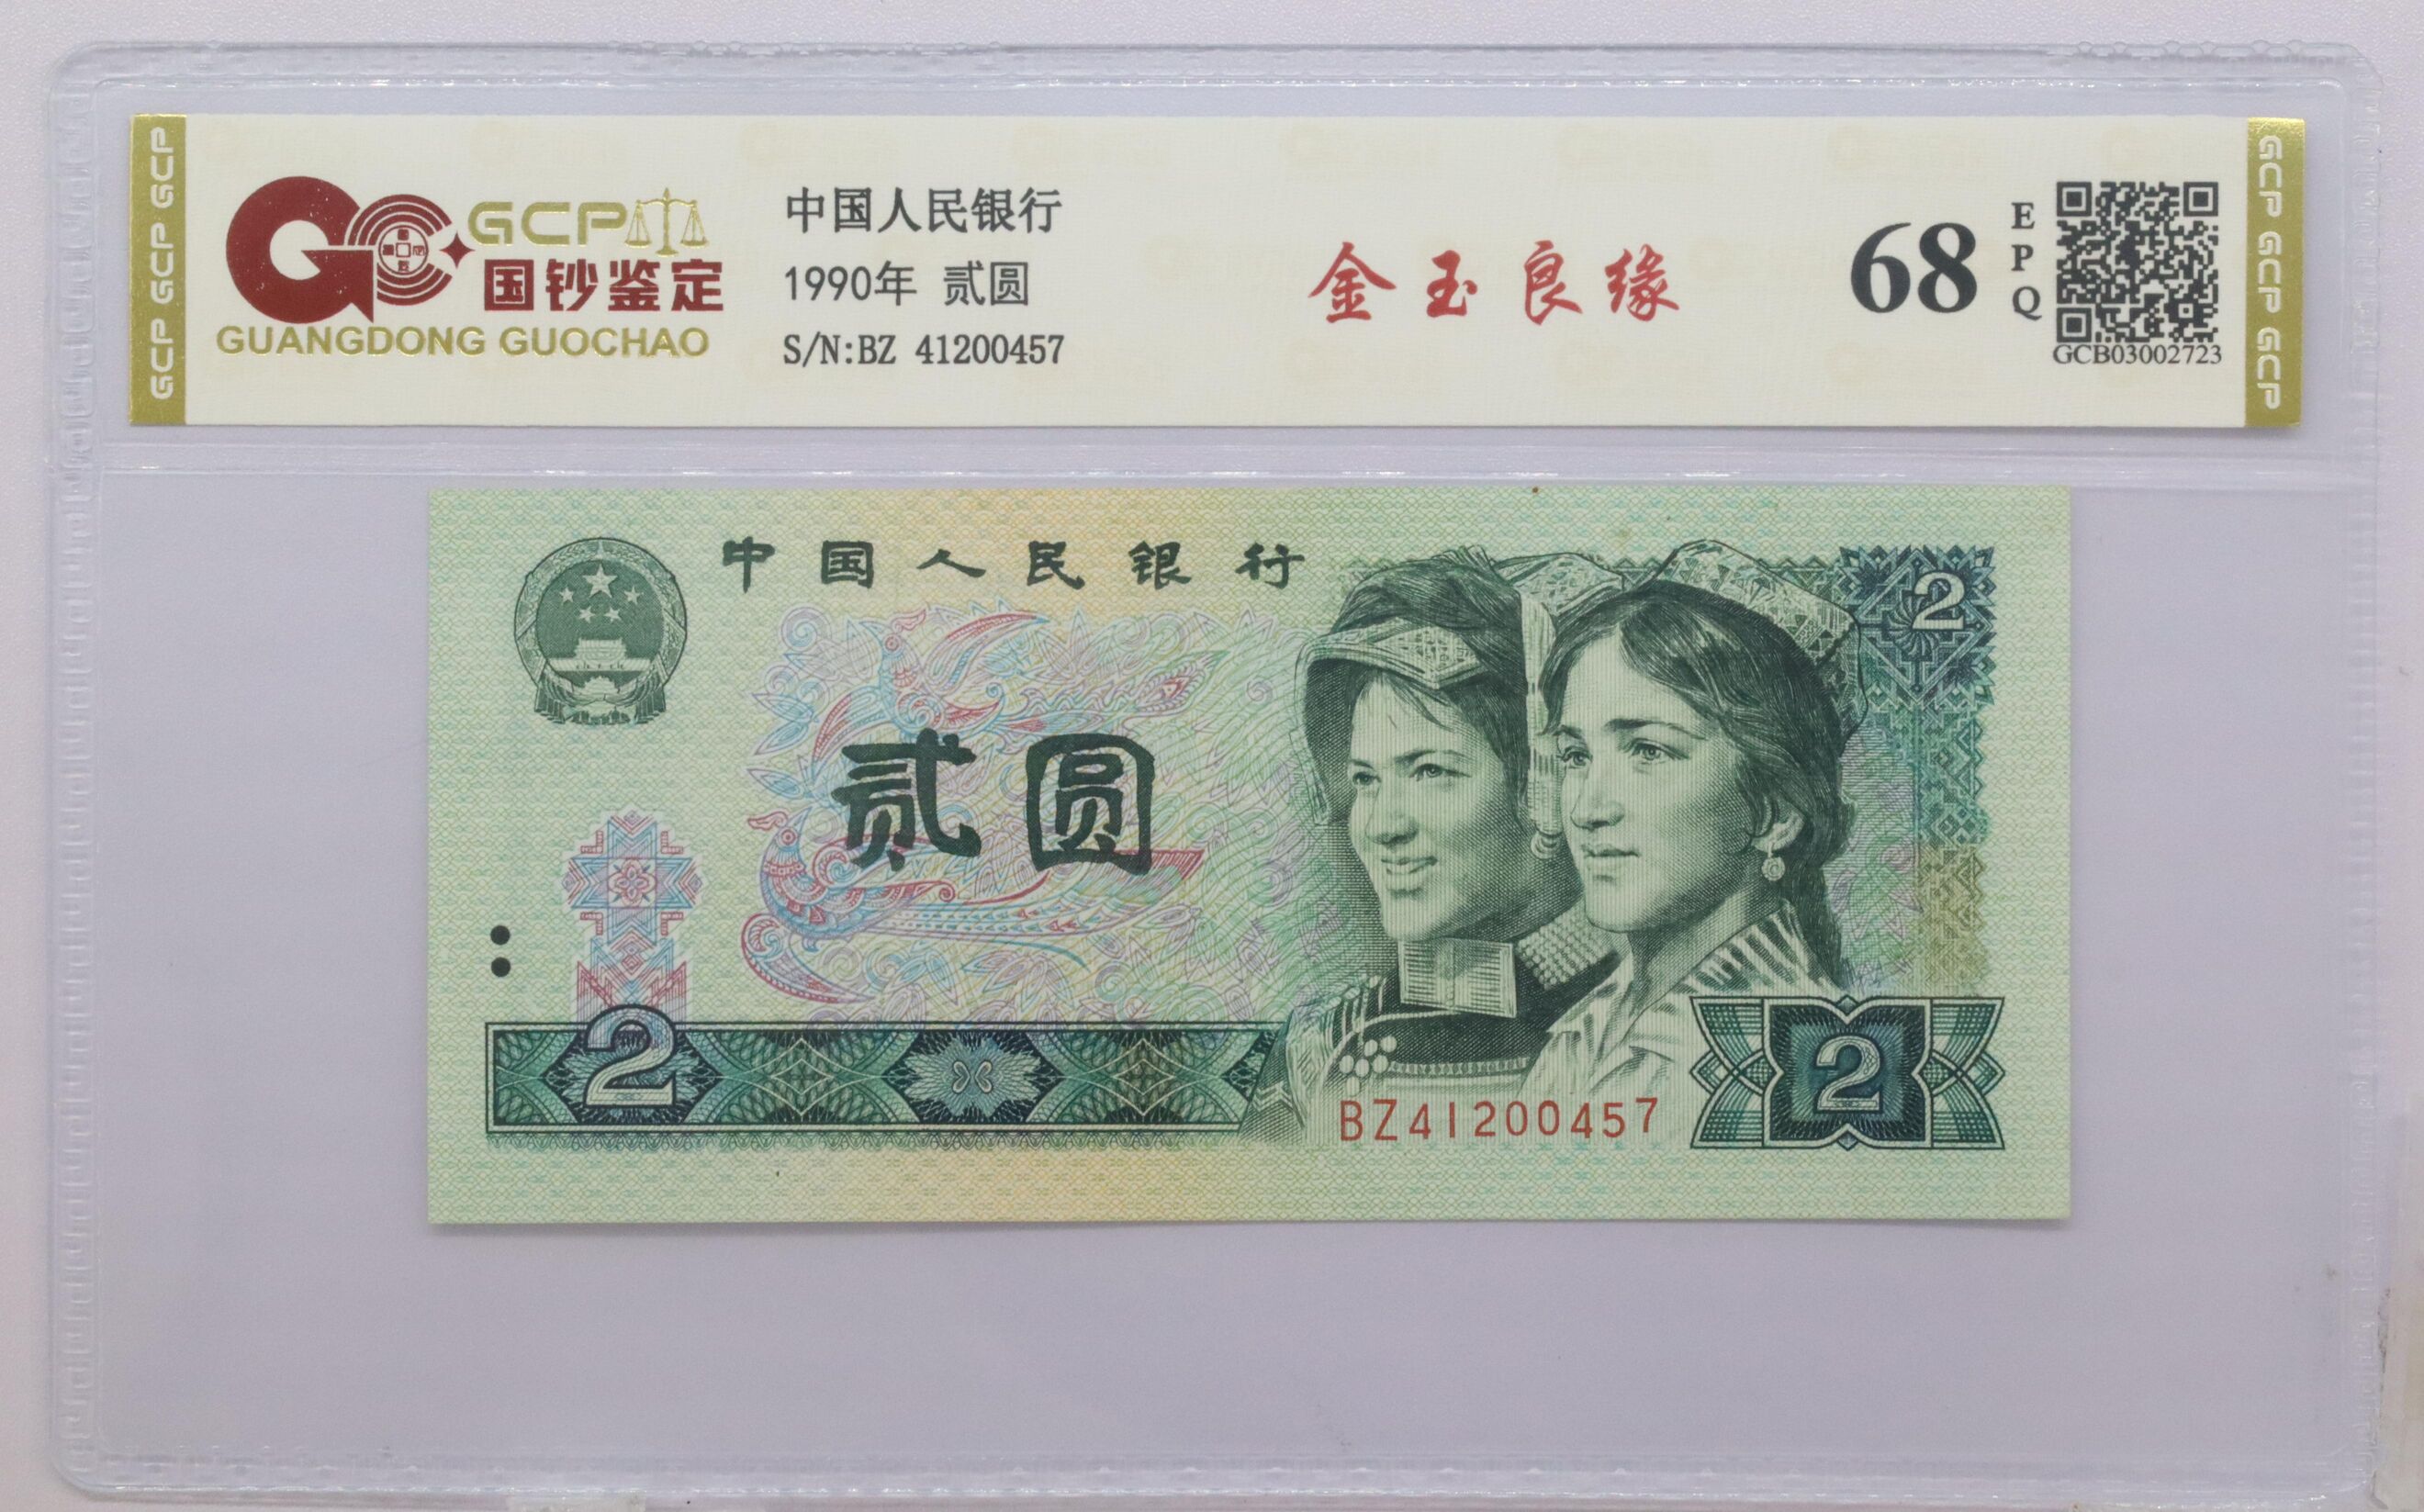 GCP GCP GCP
GCP
国钞鉴定
GUANGDONG GUOCHAO
中国人民银行
1990年 贰圆
S/N:BZ 41200457
金玉良缘
68
EPQ
GCB03002723
GCP GCP GCP
中国人民银行
2
贰圆
2
BZ41200457
2